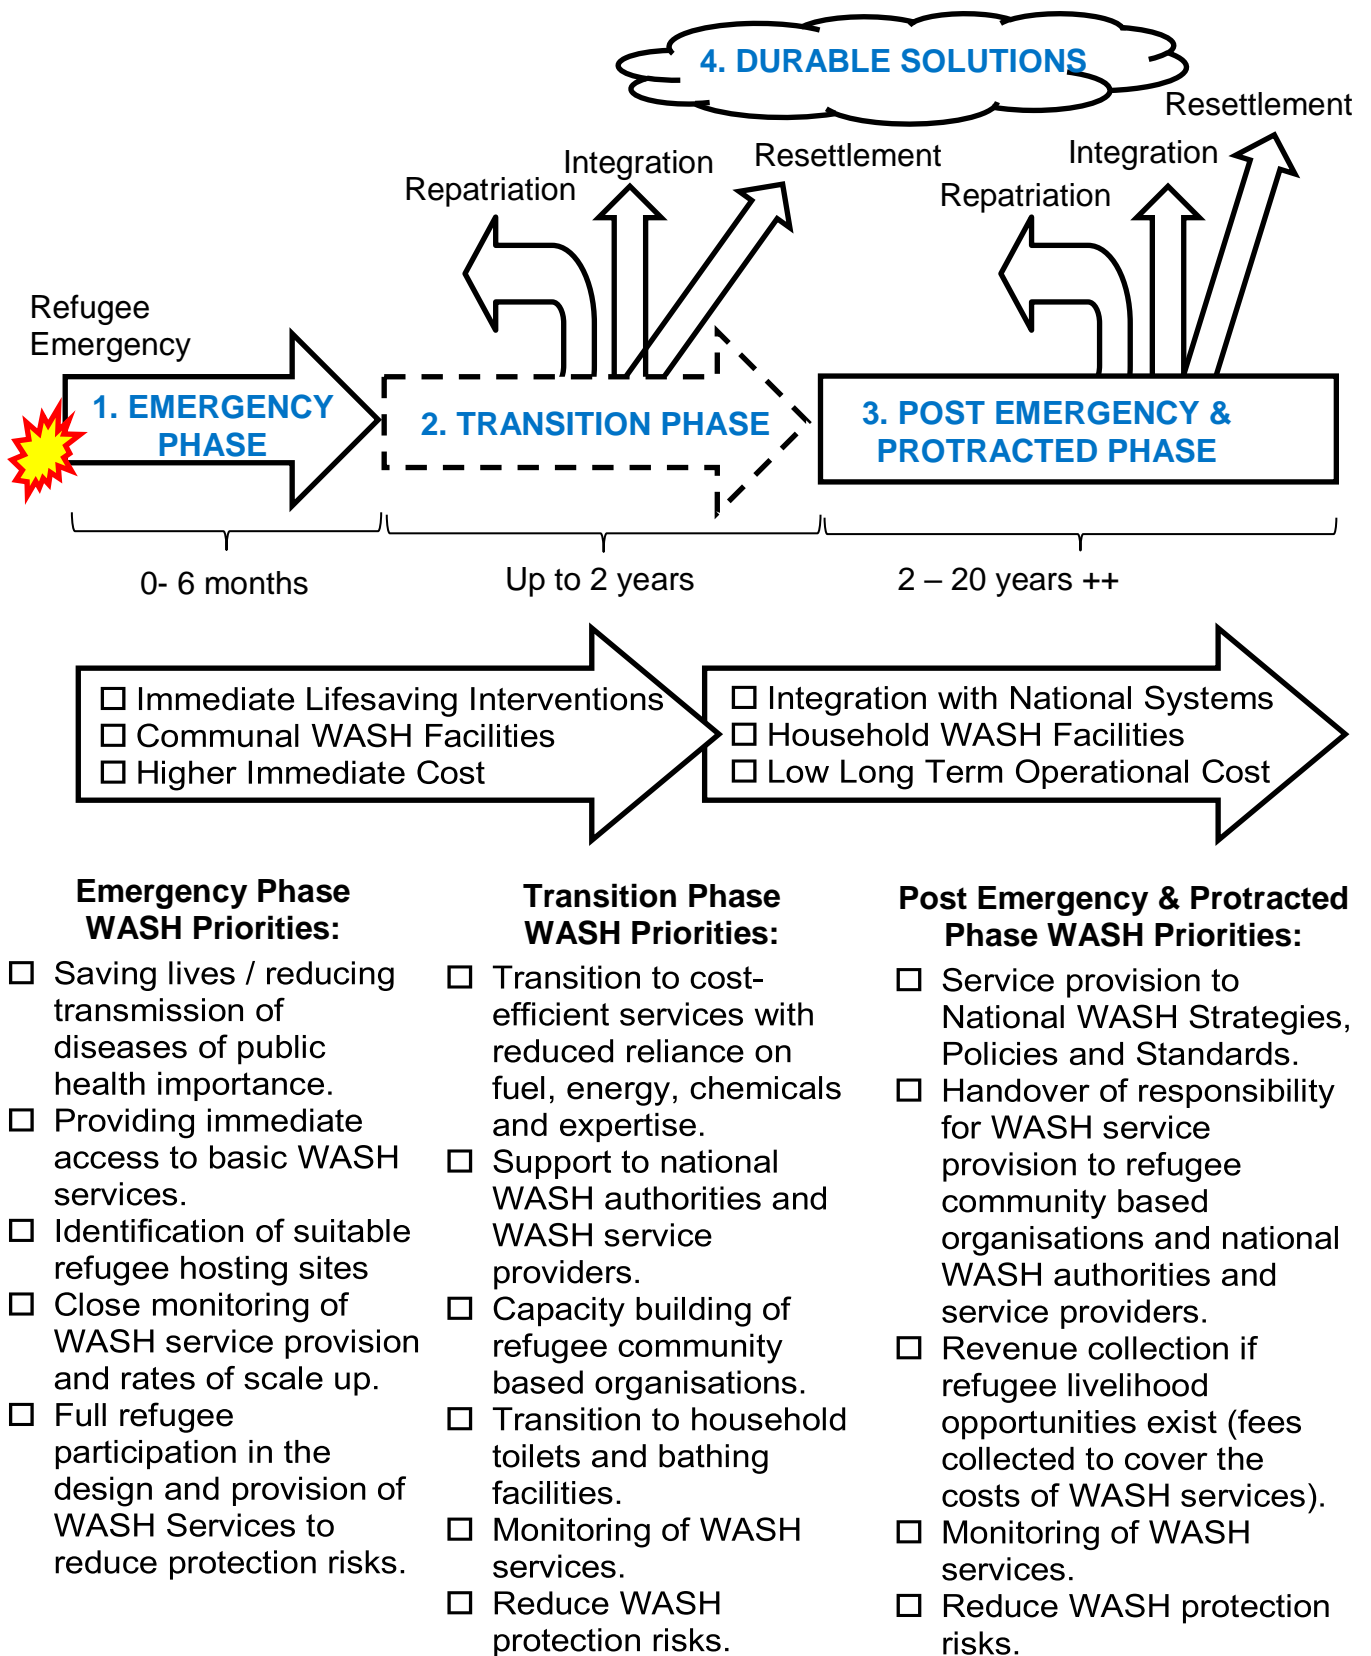 4. DURABLE SOLUTIONS
Repatriation
Integration
Resettlement
Repatriation
Integration
Resettlement
Refugee
Emergency
1. EMERGENCY
PHASE
2. TRANSITION PHASE
3. POST EMERGENCY &
PROTRACTED PHASE
0- 6 months
Up to 2 years
2 – 20 years ++
☐ Immediate Lifesaving Interventions
☐ Communal WASH Facilities
☐ Higher Immediate Cost
☐ Integration with National Systems
☐ Household WASH Facilities
☐ Low Long Term Operational Cost
Emergency Phase
WASH Priorities:
☐ Saving lives / reducing
transmission of
diseases of public
health importance.
☐ Providing immediate
access to basic WASH
services.
☐ Identification of suitable
refugee hosting sites
☐ Close monitoring of
WASH service provision
and rates of scale up.
☐ Full refugee
participation in the
design and provision of
WASH Services to
reduce protection risks.
Transition Phase
WASH Priorities:
☐ Transition to cost-
efficient services with
reduced reliance on
fuel, energy, chemicals
and expertise.
☐ Support to national
WASH authorities and
WASH service
providers.
☐ Capacity building of
refugee community
based organisations.
☐ Transition to household
toilets and bathing
facilities.
☐ Monitoring of WASH
services.
☐ Reduce WASH
protection risks.
Post Emergency & Protracted
Phase WASH Priorities:
☐ Service provision to
National WASH Strategies,
Policies and Standards.
☐ Handover of responsibility
for WASH service
provision to refugee
community based
organisations and national
WASH authorities and
service providers.
☐ Revenue collection if
refugee livelihood
opportunities exist (fees
collected to cover the
costs of WASH services).
☐ Monitoring of WASH
services.
☐ Reduce WASH protection
risks.